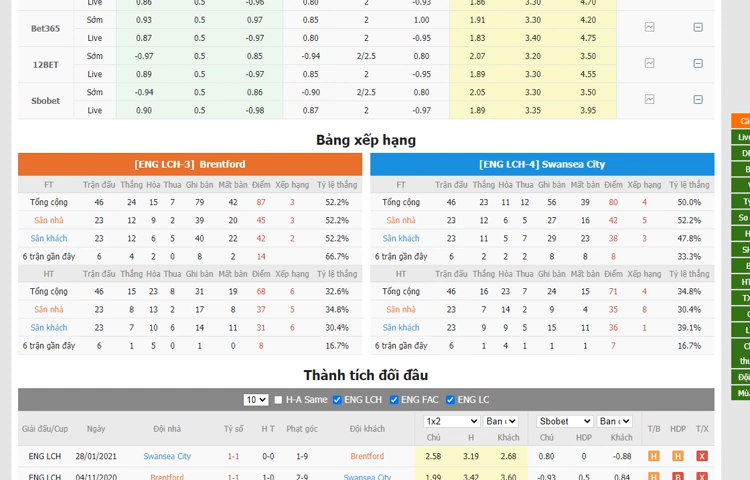 Live 0.86 0.5 -0.96 0.80 2 -0.93 1.86 3.30 4.70
Bet365 Sớm 0.93 0.5 0.97 0.85 2 1.00 1.91 3.30 4.20
Live 0.87 0.5 -0.97 0.80 2 -0.95 1.83 3.40 4.75
12BET Sớm -0.97 0.5 0.85 -0.94 2/2.5 0.80 2.07 3.20 3.50
Live 0.89 0.5 -0.97 0.85 2 -0.95 1.89 3.30 4.55
Sbobet Sớm -0.94 0.5 0.86 -0.90 2/2.5 0.80 2.05 3.30 3.50
Live 0.90 0.5 -0.98 0.87 2 -0.97 1.89 3.35 3.95
Bảng xếp hạng
[ENG LCH-3] Brentford
FT Trận đấu Thắng Hòa Thua Ghi bàn Mất bàn Điểm Xếp hạng Tỷ lệ thắng
Tổng cộng 46 24 15 7 79 42 87 3 52.2%
Sân nhà 23 12 9 2 39 20 45 3 52.2%
Sân khách 23 12 6 5 40 22 42 2 52.2%
6 trận gần đây 6 4 2 0 8 2 14 66.7%
HT Trận đấu Thắng Hòa Thua Ghi bàn Mất bàn Điểm Xếp hạng Tỷ lệ thắng
Tổng cộng 46 15 23 8 31 19 68 6 32.6%
Sân nhà 23 8 13 2 17 8 37 5 34.8%
Sân khách 23 7 10 6 14 11 31 6 30.4%
6 trận gần đây 6 1 5 0 1 0 8 16.7%
[ENG LCH-4] Swansea City
FT Trận đấu Thắng Hòa Thua Ghi bàn Mất bàn Điểm Xếp hạng Tỷ lệ thắng
Tổng cộng 46 23 11 12 56 39 80 4 50.0%
Sân nhà 23 12 6 5 27 16 42 5 52.2%
Sân khách 23 11 5 7 29 23 38 3 47.8%
6 trận gần đây 6 2 2 2 8 8 8 33.3%
HT Trận đấu Thắng Hòa Thua Ghi bàn Mất bàn Điểm Xếp hạng Tỷ lệ thắng
Tổng cộng 46 16 23 7 24 15 71 4 34.8%
Sân nhà 23 7 14 2 9 4 35 8 30.4%
Sân khách 23 9 9 5 15 11 36 1 39.1%
6 trận gần đây 6 1 4 1 1 1 7 16.7%
Thành tích đối đầu
10 H-A Same ENG LCH ENG FAC ENG LC
1x2 Ban Sbobet Ban
Giải đấu/Cup Ngày Đội nhà Tỷ số H T Phạt góc Đội khách Chủ H Khách Chủ HDP Khách T/B HDP T/X
ENG LCH 28/01/2021 Swansea City 1-1 0-0 1-9 Brentford 2.58 3.19 2.68 0.80 0 -0.88 H H X
ENG LCH 04/11/2020 Brentford 1-1 1-0 2-9 Swansea City 1.99 3.42 3.60 -0.93 0.5 0.84 H B X